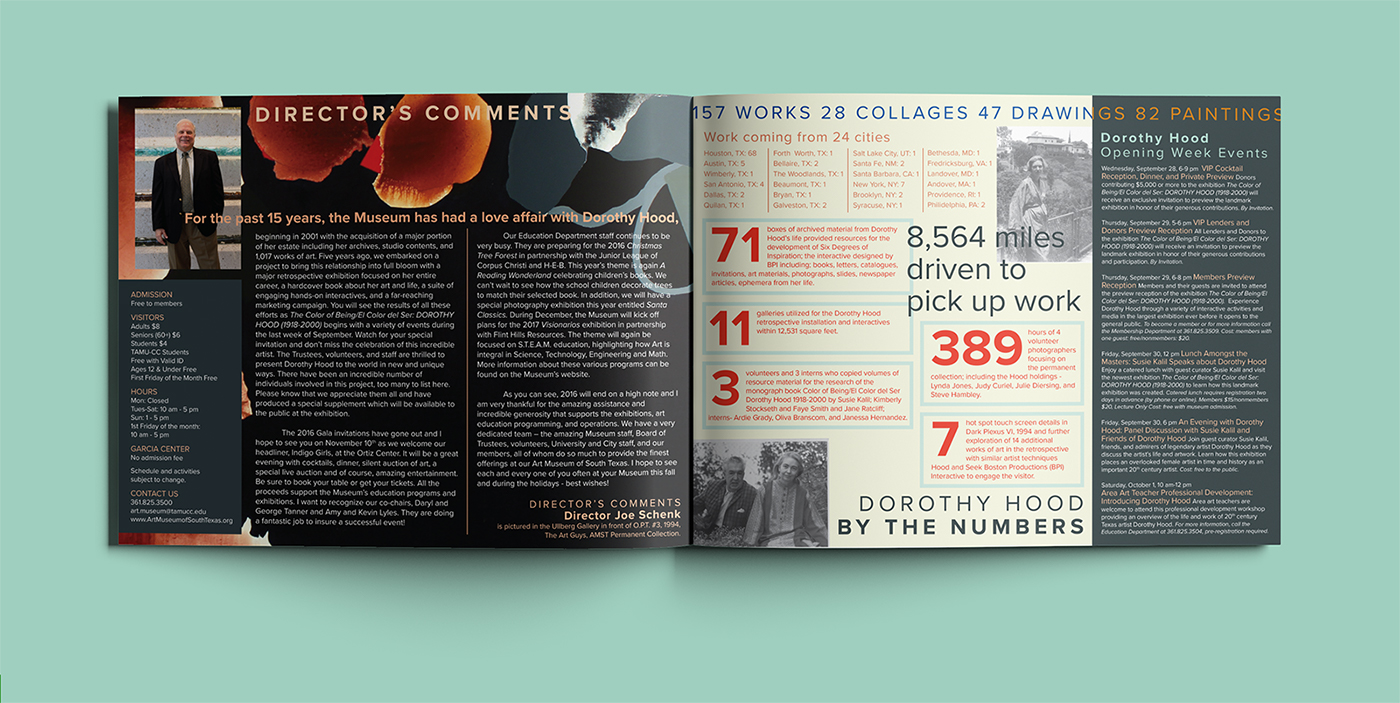 DIRECTOR'S COMMENTS
For the past 15 years, the Museum has had a love affair with Dorothy Hood,
beginning in 2001 with the acquisition of a major portion
of her estate including her archives, studio contents, and
1,017 works of art. Five years ago, we embarked on a
project to bring this relationship into full bloom with a
major retrospective exhibition focused on her entire
career, a hardcover book about her art and life, a suite of
engaging hands-on interactives, and a far-reaching
marketing campaign. You will see the results of all these
efforts as The Color of Being/El Color del Ser: DOROTHY
HOOD (1918-2000) begins with a variety of events during
the last week of September. Watch for your special
invitation and don't miss the celebration of this incredible
artist. The Trustees, volunteers, and staff are thrilled to
present Dorothy Hood to the world in new and unique
ways. There have been an incredible number of
individuals involved in this project, too many to list here.
Please know that we appreciate them all and have
produced a special supplement which will be available to
the public at the exhibition.
The 2016 Gala invitations have gone out and I
hope to see you on November 10th as we welcome our
headliner, Indigo Girls, at the Ortiz Center. It will be a great
evening with cocktails, dinner, silent auction of art, a
special live auction and of course, amazing entertainment.
Be sure to book your table or get your tickets. All the
proceeds support the Museum's education programs and
exhibitions. I want to recognize our co-chairs, Daryl and
George Tanner and Amy and Kevin Lyles. They are doing
a fantastic job to insure a successful event!
Our Education Department staff continues to be
very busy. They are preparing for the 2016 Christmas
Tree Forest in partnership with the Junior League of
Corpus Christi and H-E-B. This year's theme is again A
Reading Wonderland celebrating children's books. We
can't wait to see how the school children decorate trees
to match their selected book. In addition, we will have a
special photography exhibition this year entitled Santa
Classics. During December, the Museum will kick off
plans for the 2017 Visionarios exhibition in partnership
with Flint Hills Resources. The theme will again be
focused on S.T.E.A.M. education, highlighting how Art is
integral in Science, Technology, Engineering and Math.
More information about these various programs can be
found on the Museum's website.
As you can see, 2016 will end on a high note and I
am very thankful for the amazing assistance and
incredible generosity that supports the exhibitions, art
education programming, and operations. We have a very
dedicated team – the amazing Museum staff, Board of
Trustees, volunteers, University and City staff, and our
members, all of whom do so much to provide the finest
offerings at our Art Museum of South Texas. I hope to see
each and every one of you often at your Museum this fall
and during the holidays - best wishes!
DIRECTOR'S COMMENTS
Director Joe Schenk
is pictured in the Ullberg Gallery in front of O.P.T. #3, 1994,
The Art Guys, AMST Permanent Collection.
ADMISSION
Free to members
VISITORS
Adults $8
Seniors (60+) $6
Students $4
TAMU-CC Students
Free with Valid ID
Ages 12 & Under Free
First Friday of the Month Free
HOURS
Mon: Closed
Tues-Sat: 10 am - 5 pm
Sun: 1 - 5 pm
1st Friday of the month:
10 am - 5 pm
GARCIA CENTER
No admission fee
Schedule and activities
subject to change.
CONTACT US
361.825.3500
art.museum@tamucc.edu
www.ArtMuseumofSouthTexas.org
157 WORKS 28 COLLAGES 47 DRAWINGS 82 PAINTINGS
Work coming from 24 cities
Houston, TX: 68
Austin, TX: 5
Wimberly, TX: 1
San Antonio, TX: 4
Dallas, TX: 2
Quilan, TX: 1
Forth Worth, TX: 1
Bellaire, TX: 2
The Woodlands, TX: 1
Beaumont, TX: 1
Bryan, TX: 1
Galveston, TX: 2
Salt Lake City, UT: 1
Santa Fe, NM: 2
Santa Barbara, CA: 1
New York, NY: 7
Brooklyn, NY: 2
Syracuse, NY: 1
Bethesda, MD: 1
Fredricksburg, VA: 1
Landover, MD: 1
Andover, MA: 1
Providence, RI: 1
Philidelphia, PA: 2
71 boxes of archived material from Dorothy
Hood's life provided resources for the
development of Six Degrees of
Inspiration; the interactive designed by
BPI including: books, letters, catalogues,
invitations, art materials, photographs, slides, newspaper
articles, ephemera from her life.
8,564 miles
driven to
pick up work
11 galleries utilized for the Dorothy Hood
retrospective installation and interactives
within 12,531 square feet.
3 volunteers and 3 interns who copied volumes of
resource material for the research of the
monograph book Color of Being/El Color del Ser
Dorothy Hood 1918-2000 by Susie Kalil; Kimberly
Stockseth and Faye Smith and Jane Ratcliff;
interns- Ardie Grady, Oliva Branscom, and Janessa Hernandez.
389 hours of 4
volunteer
photographers
focusing on
the permanent
collection; including the Hood holdings -
Lynda Jones, Judy Curiel, Julie Diersing, and
Steve Hambley.
7 hot spot touch screen details in
Dark Plexus VI, 1994 and further
exploration of 14 additional
works of art in the retrospective
with similar artist techniques
Hood and Seek Boston Productions (BPI)
Interactive to engage the visitor.
DOROTHY HOOD
BY THE NUMBERS
Dorothy Hood
Opening Week Events
Wednesday, September 28, 6-9 pm VIP Cocktail
Reception, Dinner, and Private Preview Donors
contributing $5,000 or more to the exhibition The Color of
Being/El Color del Ser: DOROTHY HOOD (1918-2000) will
receive an exclusive invitation to preview the landmark
exhibition in honor of their generous contributions. By Invitation.
Thursday, September 29, 5-6 pm VIP Lenders and
Donors Preview Reception All Lenders and Donors to
the exhibition The Color of Being/El Color del Ser: DOROTHY
HOOD (1918-2000) will receive an invitation to preview the
landmark exhibition in honor of their generous contributions
and participation. By Invitation.
Thursday, September 29, 6-8 pm Members Preview
Reception Members and their guests are invited to attend
the preview reception of the exhibition The Color of Being/El
Color del Ser: DOROTHY HOOD (1918-2000). Experience
Dorothy Hood through a variety of interactive activities and
media in the largest exhibition ever before it opens to the
general public. To become a member or for more information call
the Membership Department at 361.825.3509. Cost: members with
one guest: free/nonmembers: $20.
Friday, September 30, 12 pm Lunch Amongst the
Masters: Susie Kalil Speaks about Dorothy Hood
Enjoy a catered lunch with guest curator Susie Kalil and visit
the newest exhibition The Color of Being/El Color del Ser:
DOROTHY HOOD (1918-2000) to learn how this landmark
exhibition was created. Catered lunch requires registration two
days in advance (by phone or online). Members $15/nonmembers
$20, Lecture Only Cost: free with museum admission.
Friday, September 30, 6 pm An Evening with Dorothy
Hood: Panel Discussion with Susie Kalil and
Friends of Dorothy Hood Join guest curator Susie Kalil,
friends, and admirers of legendary artist Dorothy Hood as they
discuss the artist's life and artwork. Learn how this exhibition
places an overlooked female artist in time and history as an
important 20th century artist. Cost: free to the public.
Saturday, October 1, 10 am-12 pm
Area Art Teacher Professional Development:
Introducing Dorothy Hood Area art teachers are
welcome to attend this professional development workshop
providing an overview of the life and work of 20th century
Texas artist Dorothy Hood. For more information, call the
Education Department at 361.825.3504, pre-registration required.